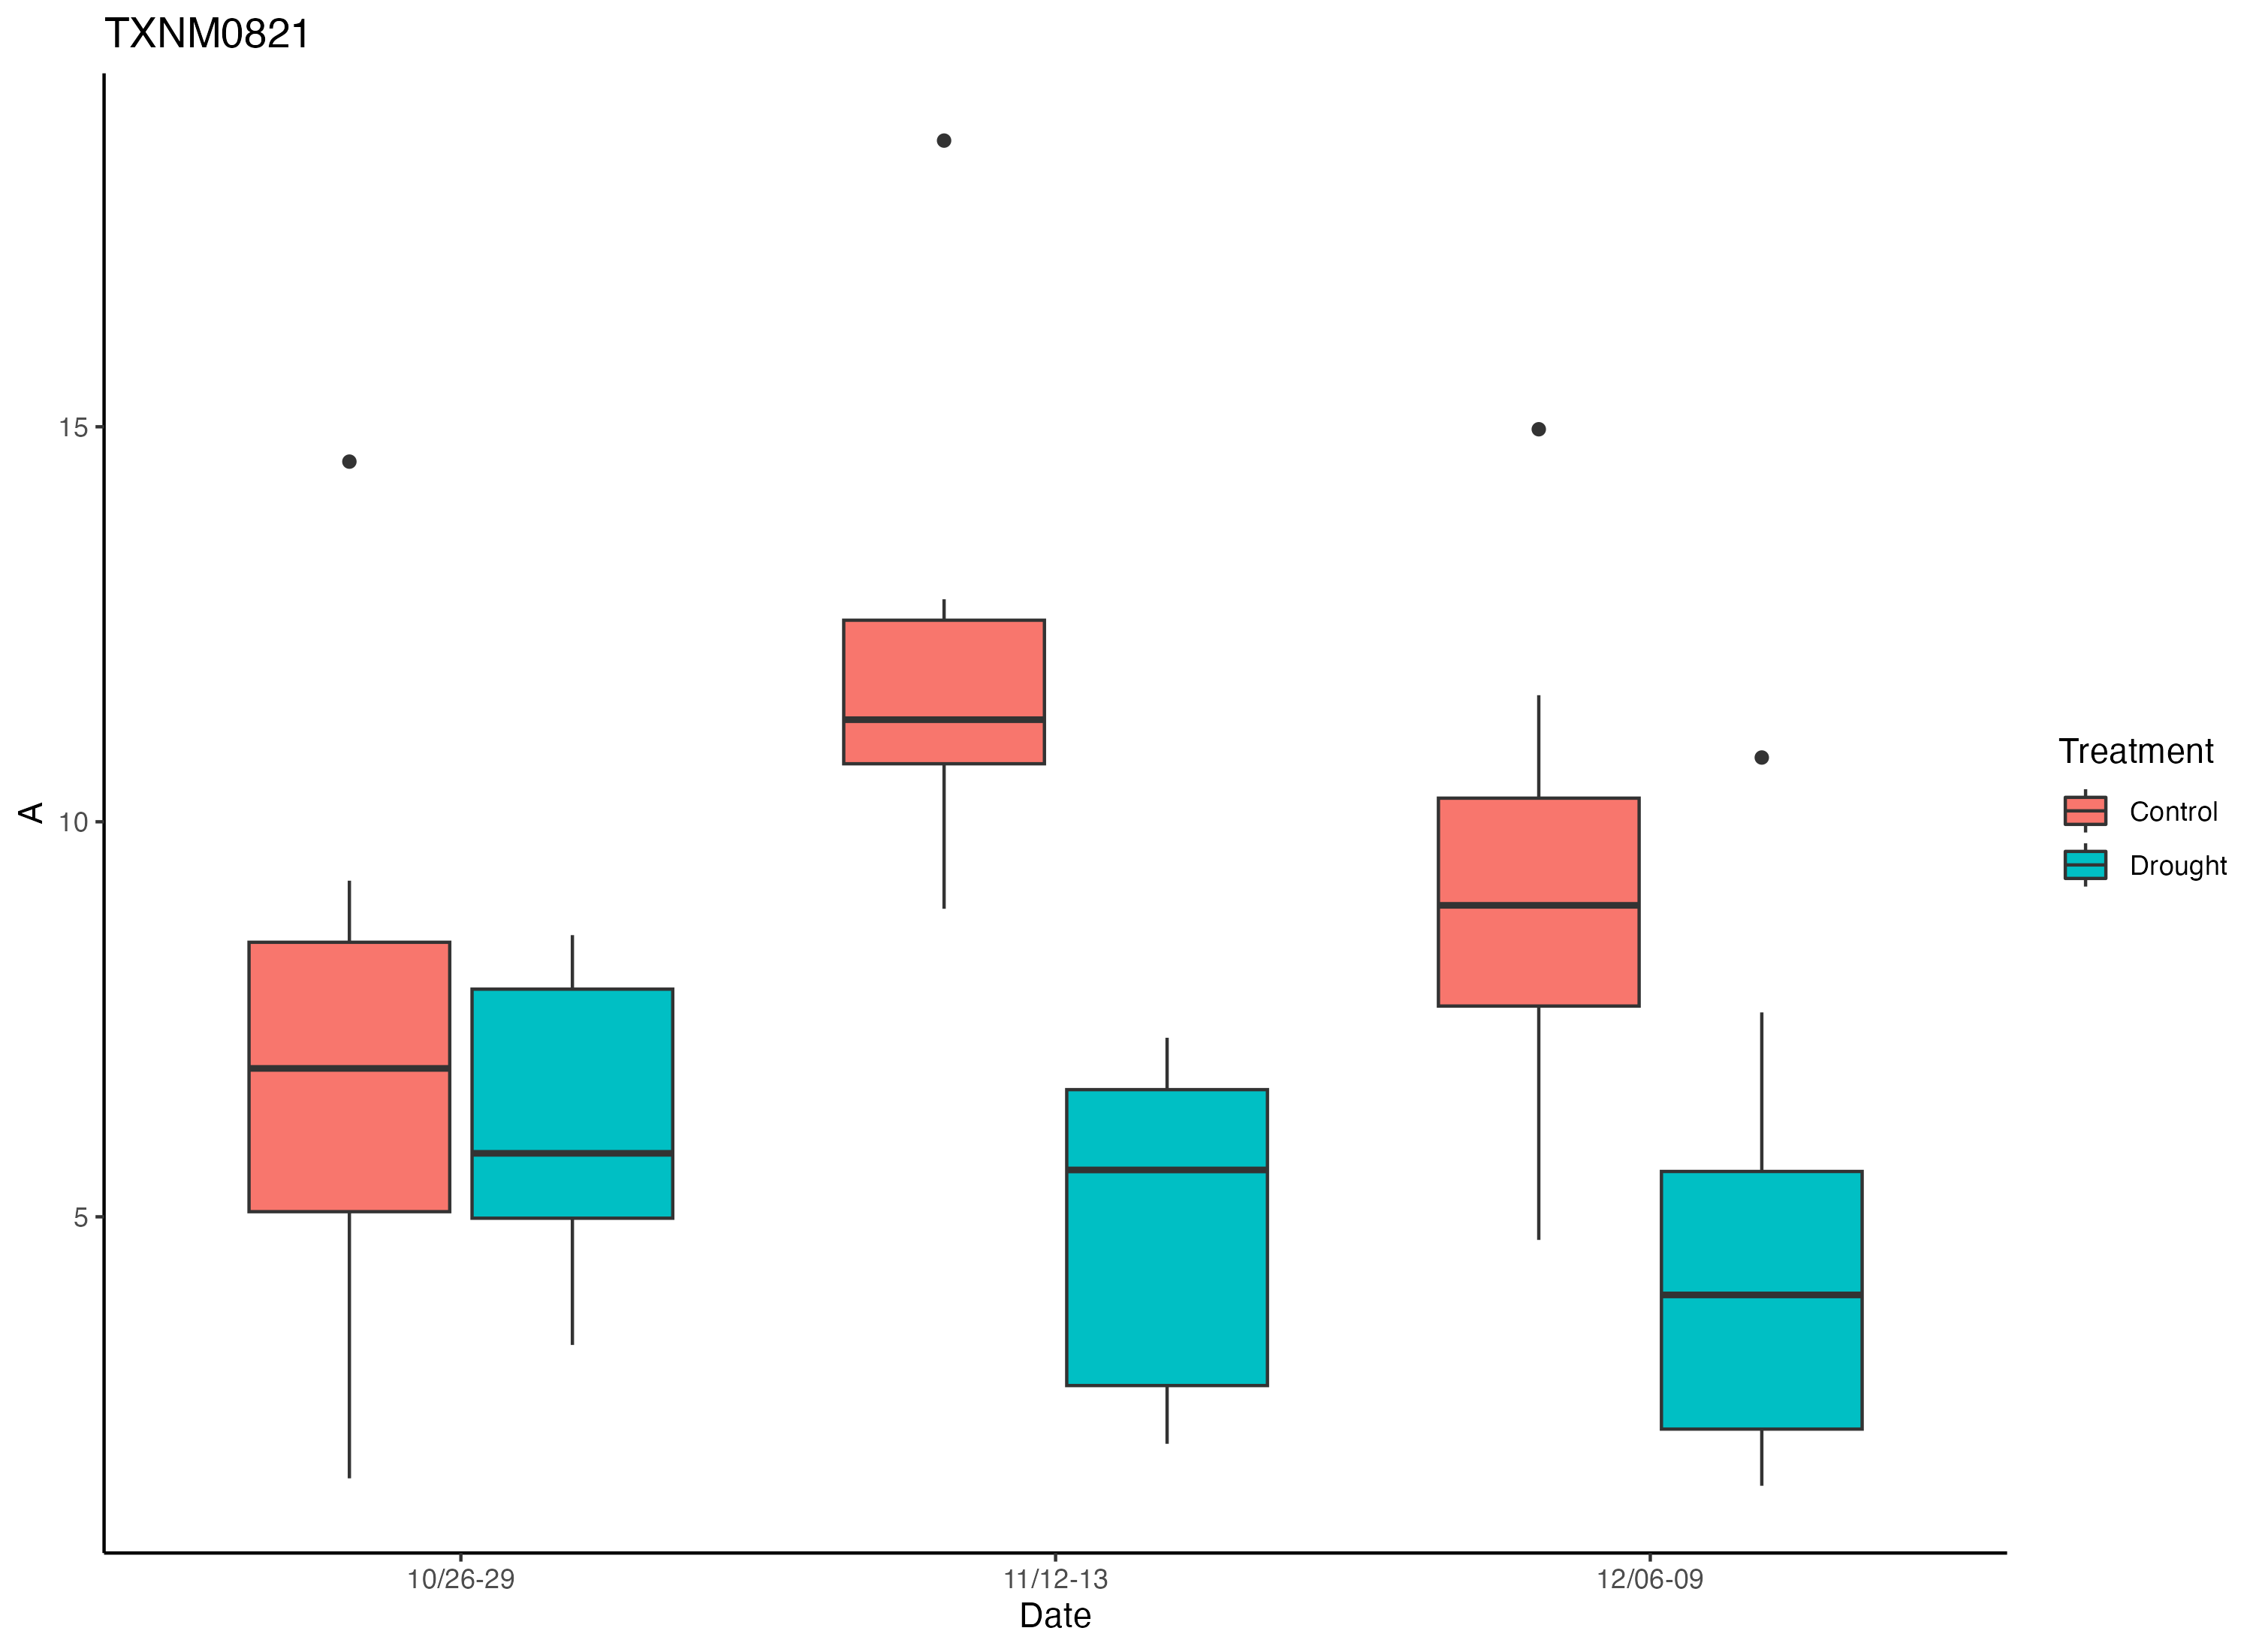 TXNM0821
15
10
5
A
10/26-29
11/12-13
12/06-09
Date
Treatment
Control
Drought